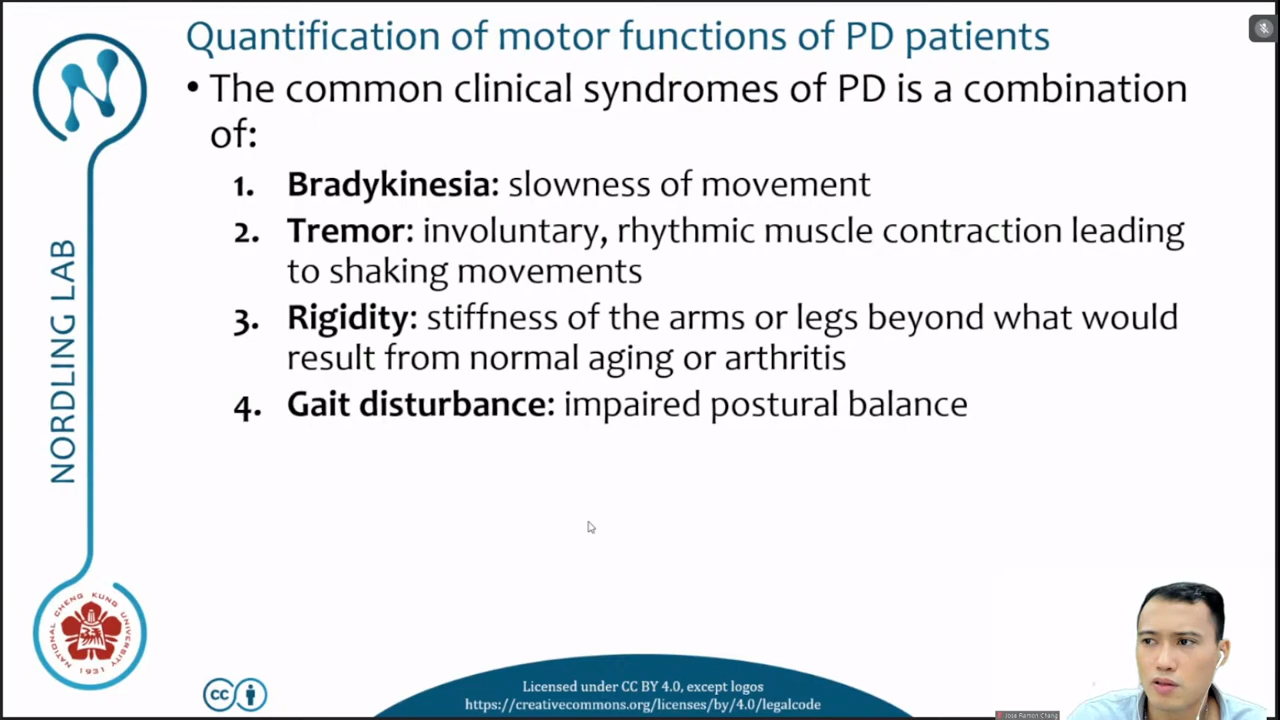 Quantification of motor functions of PD patients
• The common clinical syndromes of PD is a combination
of:
1. Bradykinesia: slowness of movement
2. Tremor: involuntary, rhythmic muscle contraction leading
to shaking movements
3. Rigidity: stiffness of the arms or legs beyond what would
result from normal aging or arthritis
4. Gait disturbance: impaired postural balance
NORDLING LAB
NATIONAL CHENG KUNG UNIVERSITY
1931
cc
Licensed under CC BY 4.0, except logos
https://creativecommons.org/licenses/by/4.0/legalcode
Jose Ramon Chang